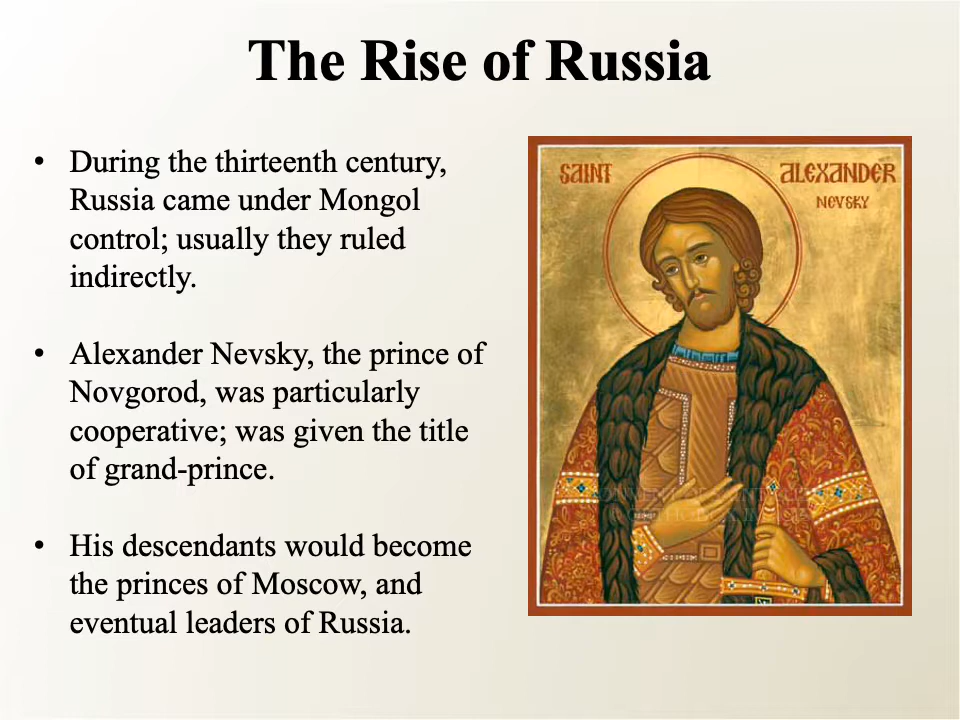 The Rise of Russia
• During the thirteenth century,
Russia came under Mongol
control; usually they ruled
indirectly.
• Alexander Nevsky, the prince of
Novgorod, was particularly
cooperative; was given the title
of grand-prince.
• His descendants would become
the princes of Moscow, and
eventual leaders of Russia.
SAINT ALEXANDER
NEVSKY